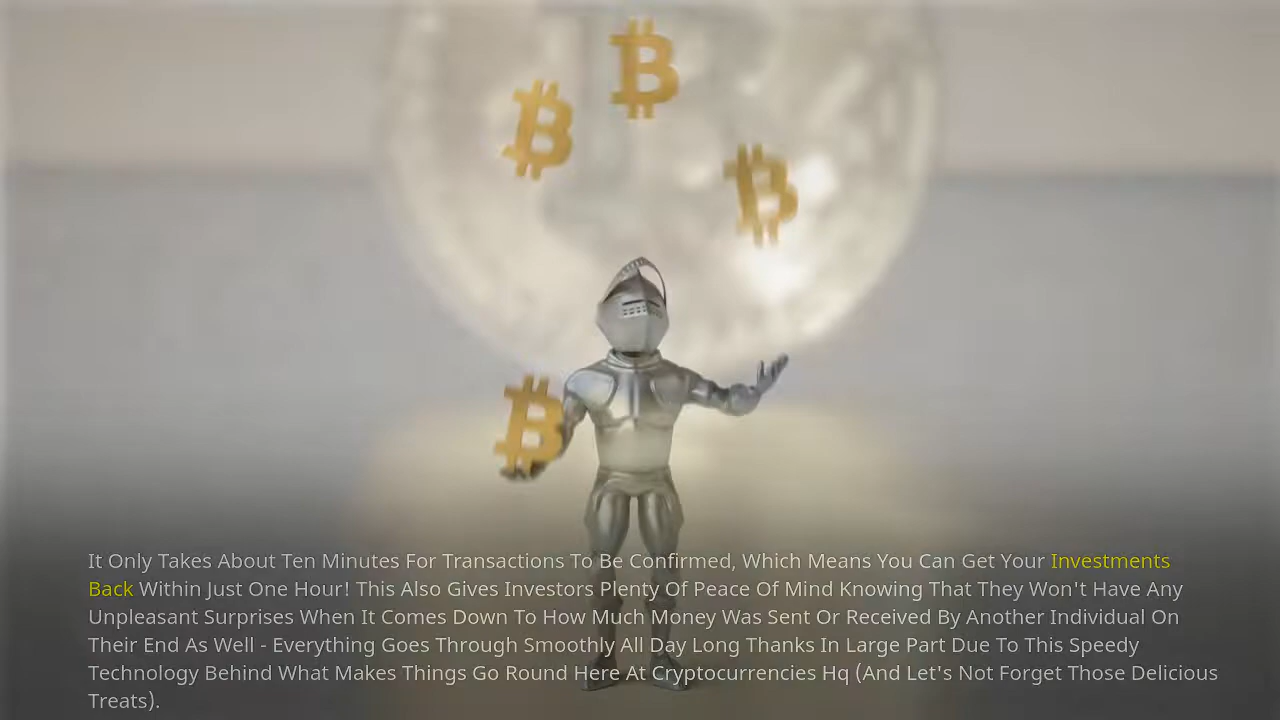 It Only Takes About Ten Minutes For Transactions To Be Confirmed, Which Means You Can Get Your Investments
Back Within Just One Hour! This Also Gives Investors Plenty Of Peace Of Mind Knowing That They Won't Have Any
Unpleasant Surprises When It Comes Down To How Much Money Was Sent Or Received By Another Individual On
Their End As Well - Everything Goes Through Smoothly All Day Long Thanks In Large Part Due To This Speedy
Technology Behind What Makes Things Go Round Here At Cryptocurrencies Hq (And Let's Not Forget Those Delicious
Treats).